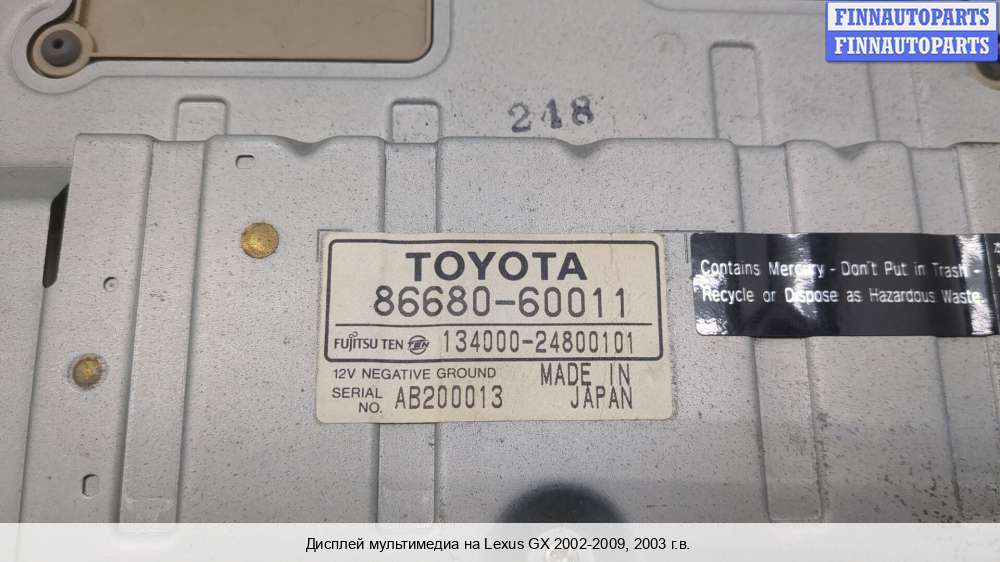 FINNAUTOPARTS
FINNAUTOPARTS
248
TOYOTA
86680-60011
FUJITSU TEN TEN 134000-24800101
12V NEGATIVE GROUND MADE IN
SERIAL NO. AB200013 JAPAN
Contains Mercury - Don't Put in Trash -
Recycle or Dispose as Hazardous Waste.
Дисплей мультимедиа на Lexus GX 2002-2009, 2003 г.в.